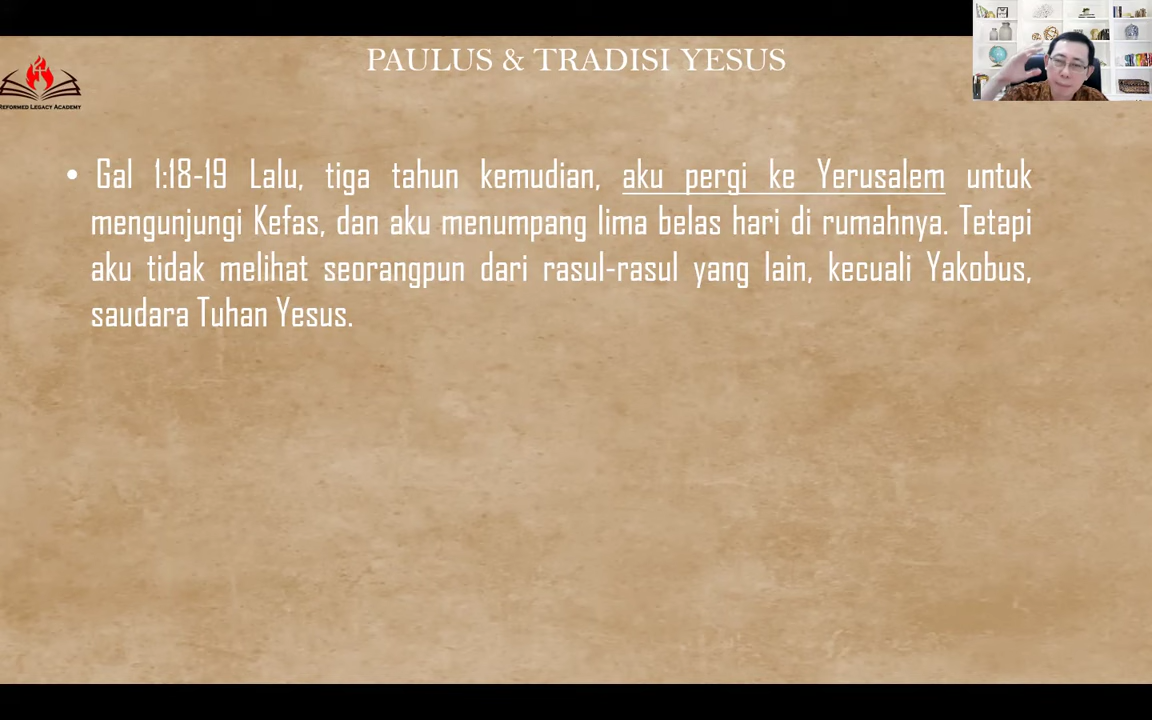 PAULUS & TRADISI YESUS
REFORMED LEGACY ACADEMY
• Gal 1:18-19 Lalu, tiga tahun kemudian, aku pergi ke Yerusalem untuk
mengunjungi Kefas, dan aku menumpang lima belas hari di rumahnya. Tetapi
aku tidak melihat seorangpun dari rasul-rasul yang lain, kecuali Yakobus,
saudara Tuhan Yesus.